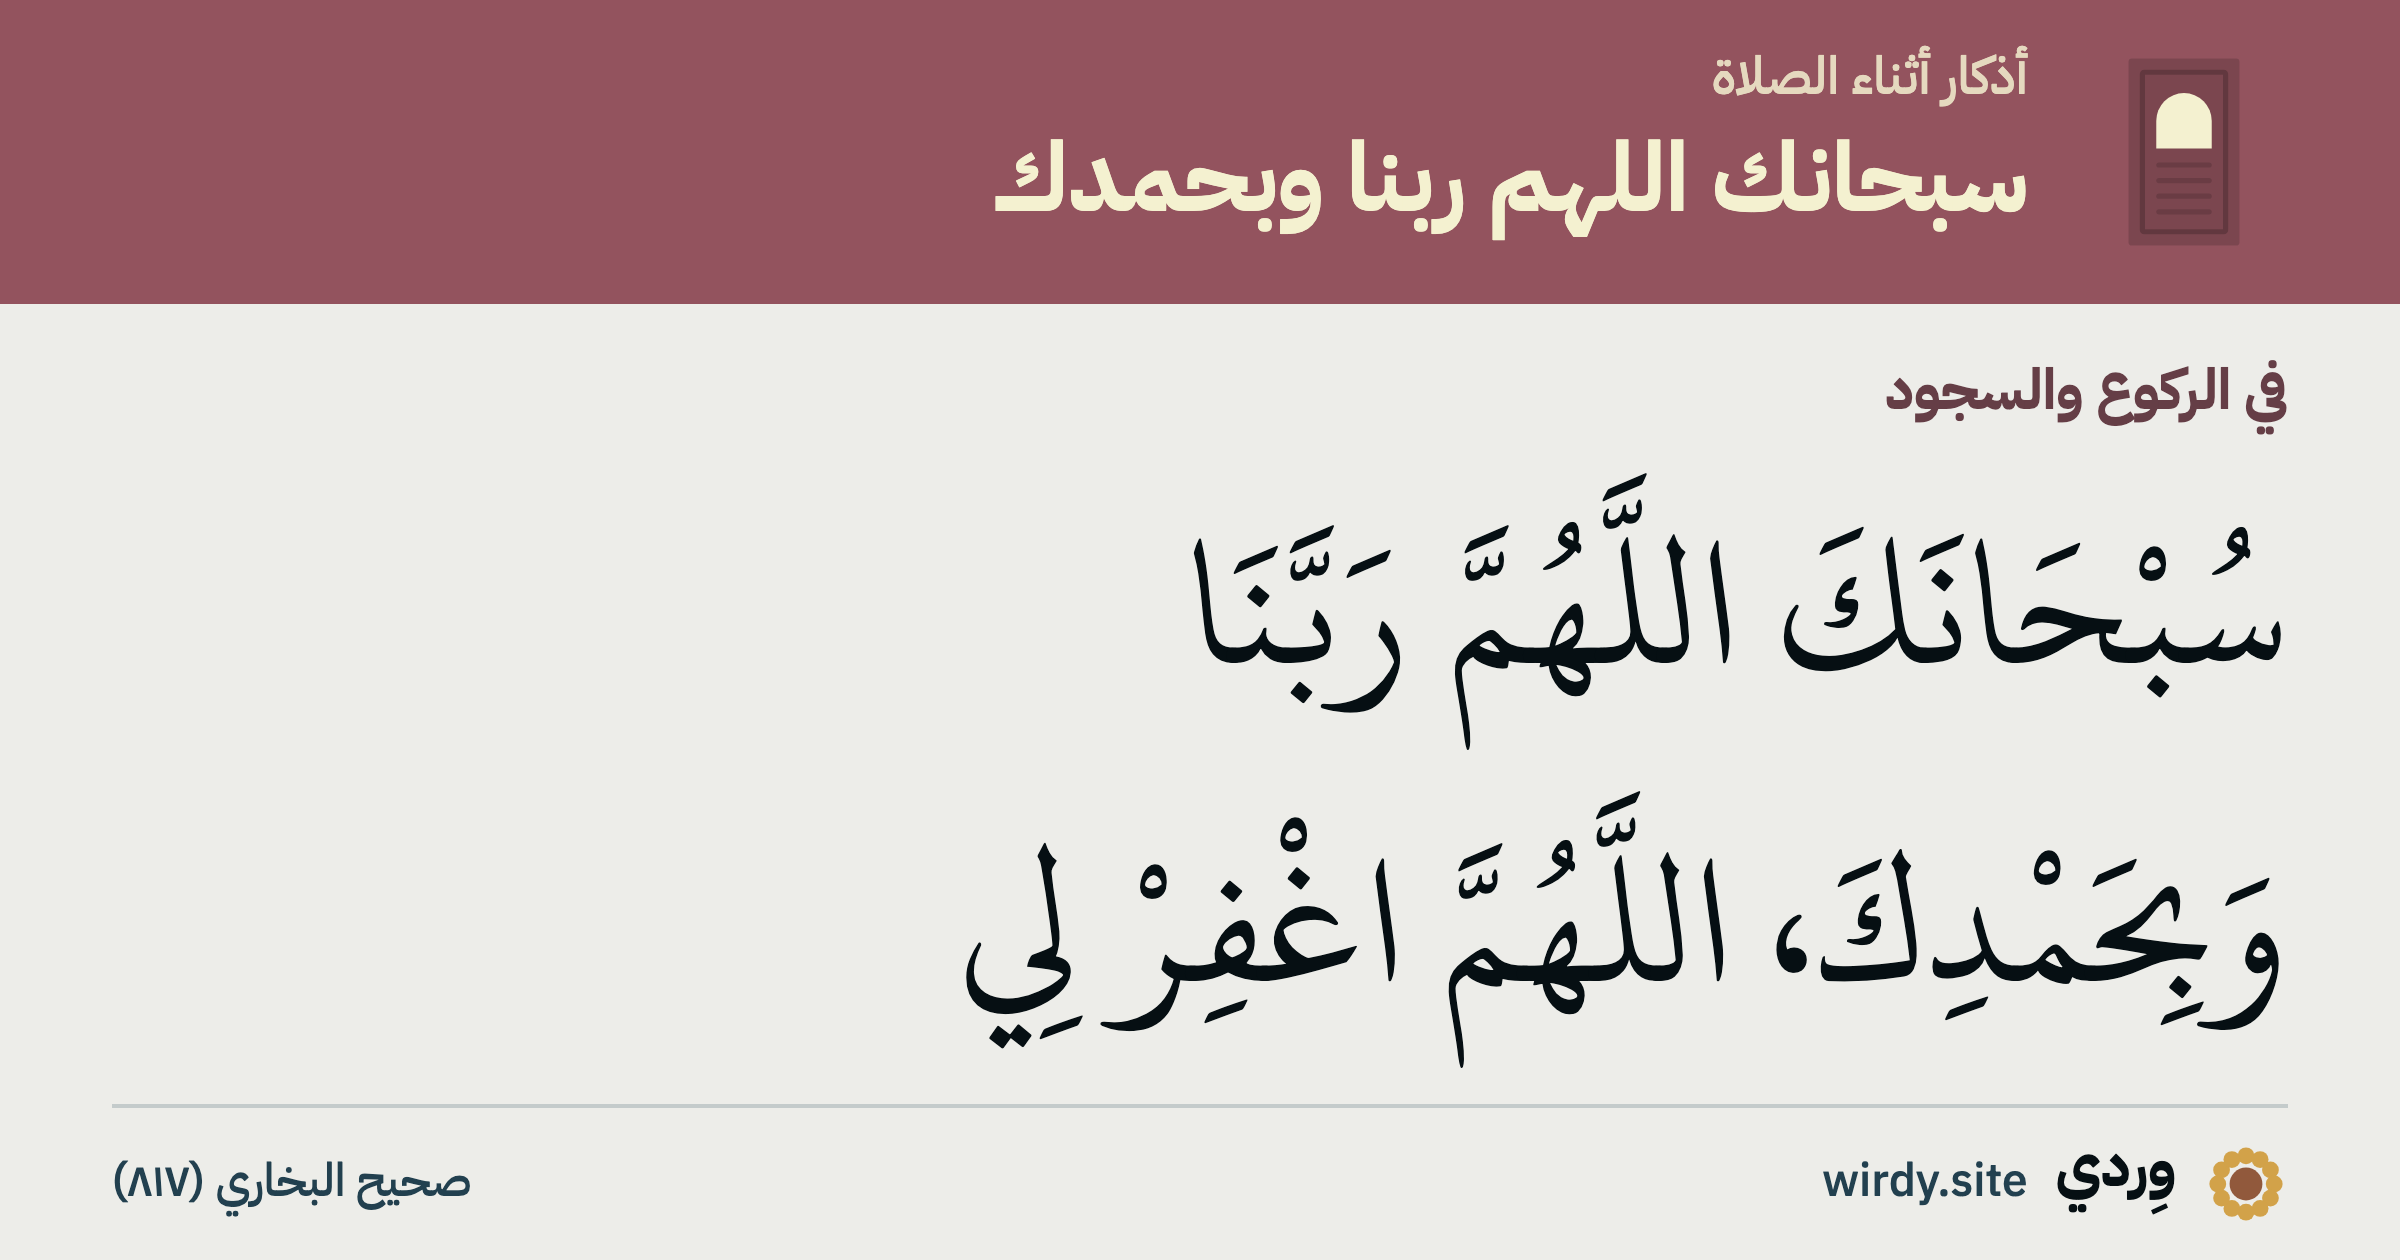 أذكار أثناء الصلاة
سبحانك اللهم ربنا وبحمدك
في الركوع والسجود
سُبْحَانَكَ اللَّهُمَّ رَبَّنَا
وَبِحَمْدِكَ، اللَّهُمَّ اغْفِرْ لِي
وِردي wirdy.site
صحيح البخاري (٨١٧)